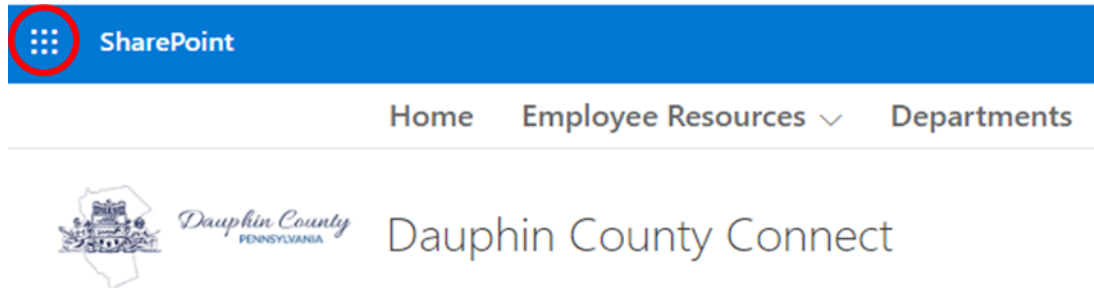 SharePoint
Home Employee Resources Departments
Dauphin County
PENNSYLVANIA
Dauphin County Connect